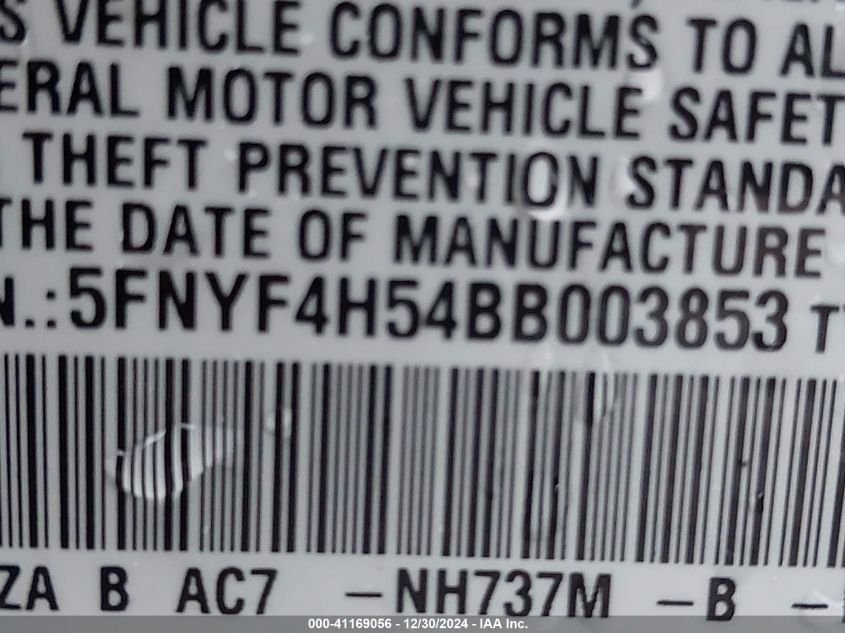 S VEHICLE CONFORMS TO AL
ERAL MOTOR VEHICLE SAFET
THEFT PREVENTION STANDA
THE DATE OF MANUFACTURE
N.:5FNYF4H54BB003853 T
ZA B AC7 -NH737M -B -
000-41169056 - 12/30/2024 - IAA Inc.